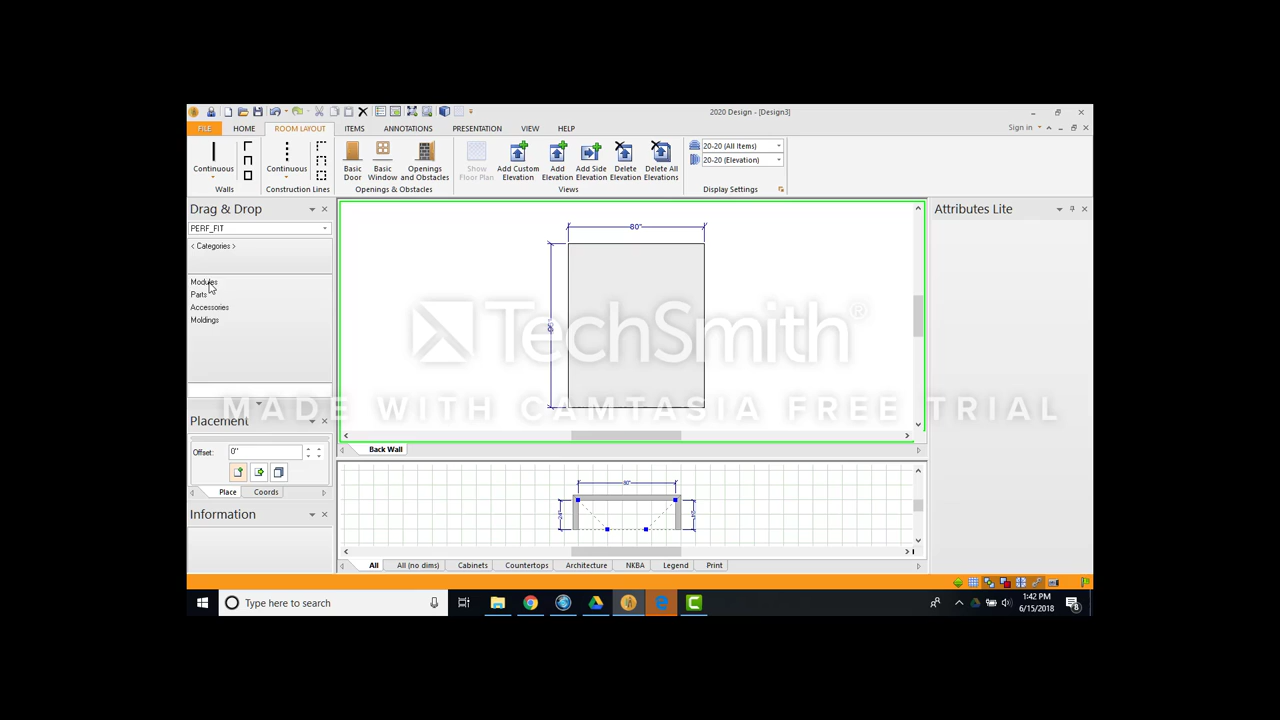 2020 Design - [Design3]
FILE HOME ROOM LAYOUT ITEMS ANNOTATIONS PRESENTATION VIEW HELP Sign in
Continuous
Walls
Continuous
Construction Lines
Basic Door
Basic Window
Openings and Obstacles
Openings & Obstacles
Show Floor Plan
Add Custom Elevation
Add Elevation
Add Side Elevation
Delete Elevation
Delete All Elevations
Views
20-20 (All Items)
20-20 (Elevation)
Display Settings
Drag & Drop
PERF_FIT
< Categories >
Modules
Parts
Accessories
Moldings
Placement
Offset: 0"
Place Coords
Information
80"
96"
Back Wall
80"
24"
All All (no dims) Cabinets Countertops Architecture NKBA Legend Print
Attributes Lite
TechSmith®
MADE WITH CAMTASIA FREE TRIAL
Type here to search
1:42 PM
6/15/2018
8